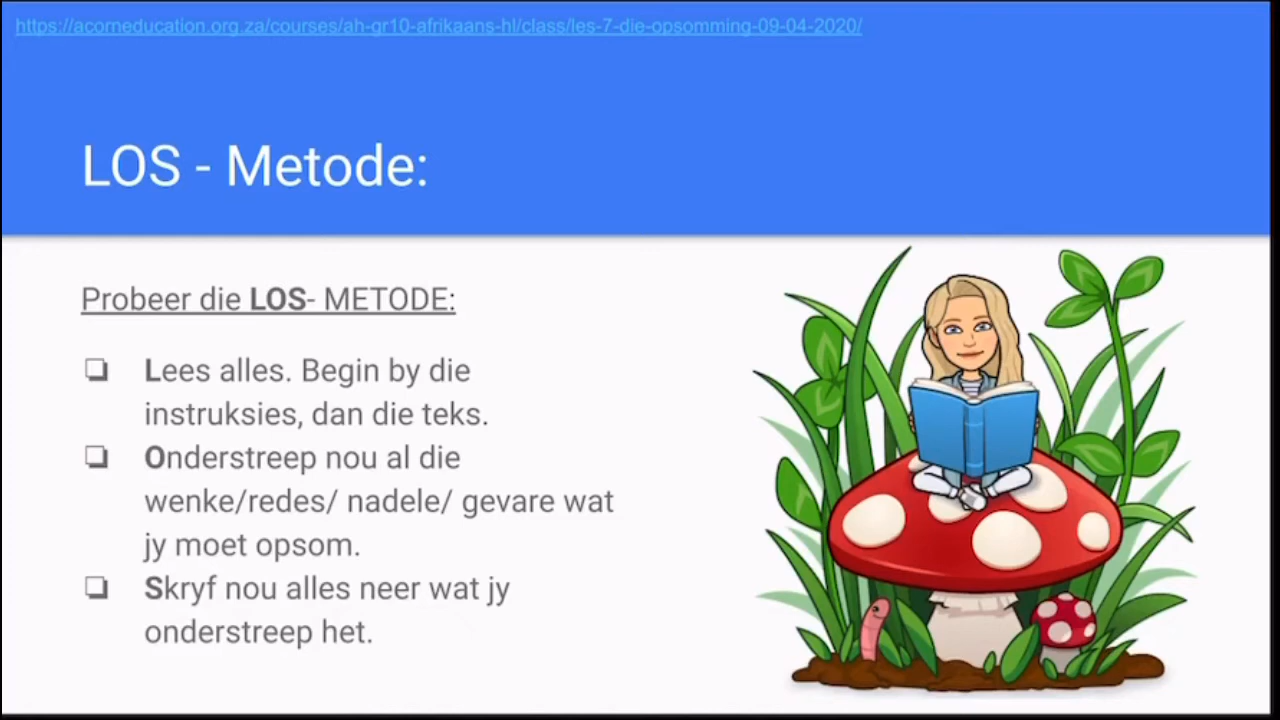 https://acorneducation.org.za/courses/ah-gr10-afrikaans-hl/class/les-7-die-opsomming-09-04-2020/
LOS - Metode:
Probeer die LOS- METODE:
❏ Lees alles. Begin by die
instruksies, dan die teks.
❏ Onderstreep nou al die
wenke/redes/ nadele/ gevare wat
jy moet opsom.
❏ Skryf nou alles neer wat jy
onderstreep het.